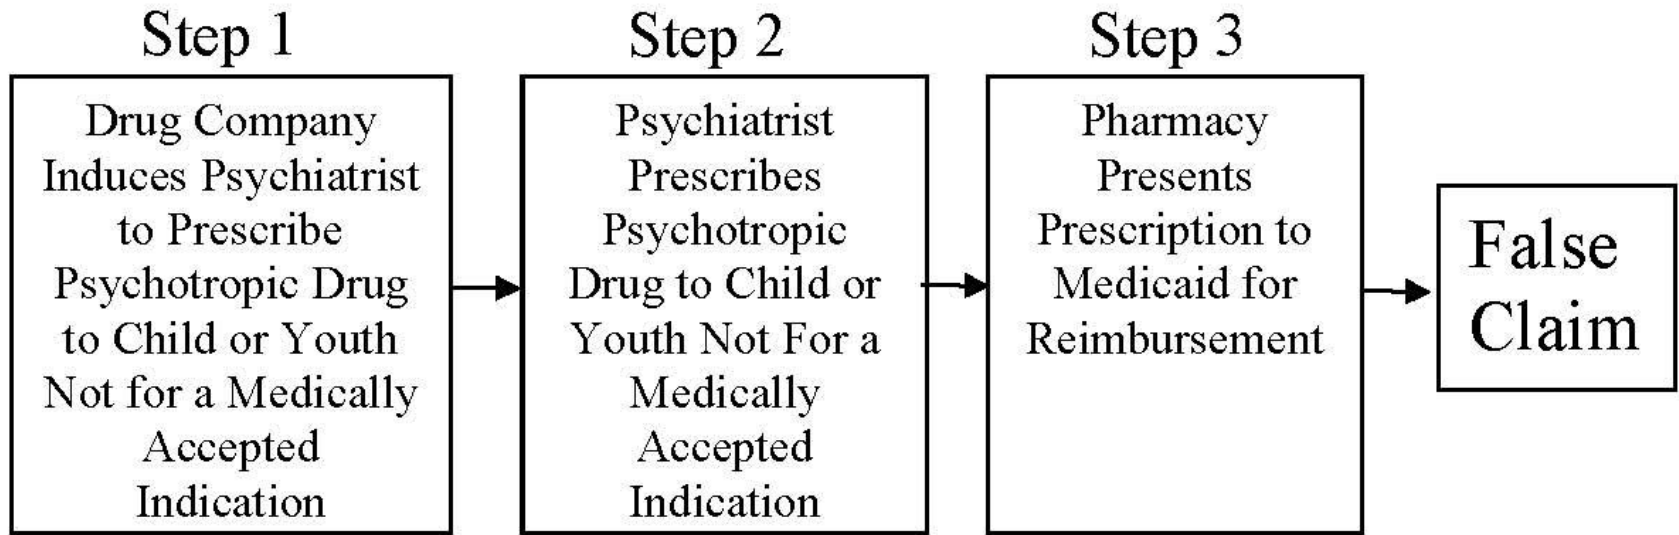 Step 1
Drug Company
Induces Psychiatrist
to Prescribe
Psychotropic Drug
to Child or Youth
Not for a Medically
Accepted
Indication
Step 2
Psychiatrist
Prescribes
Psychotropic
Drug to Child or
Youth Not For a
Medically
Accepted
Indication
Step 3
Pharmacy
Presents
Prescription to
Medicaid for
Reimbursement
False
Claim